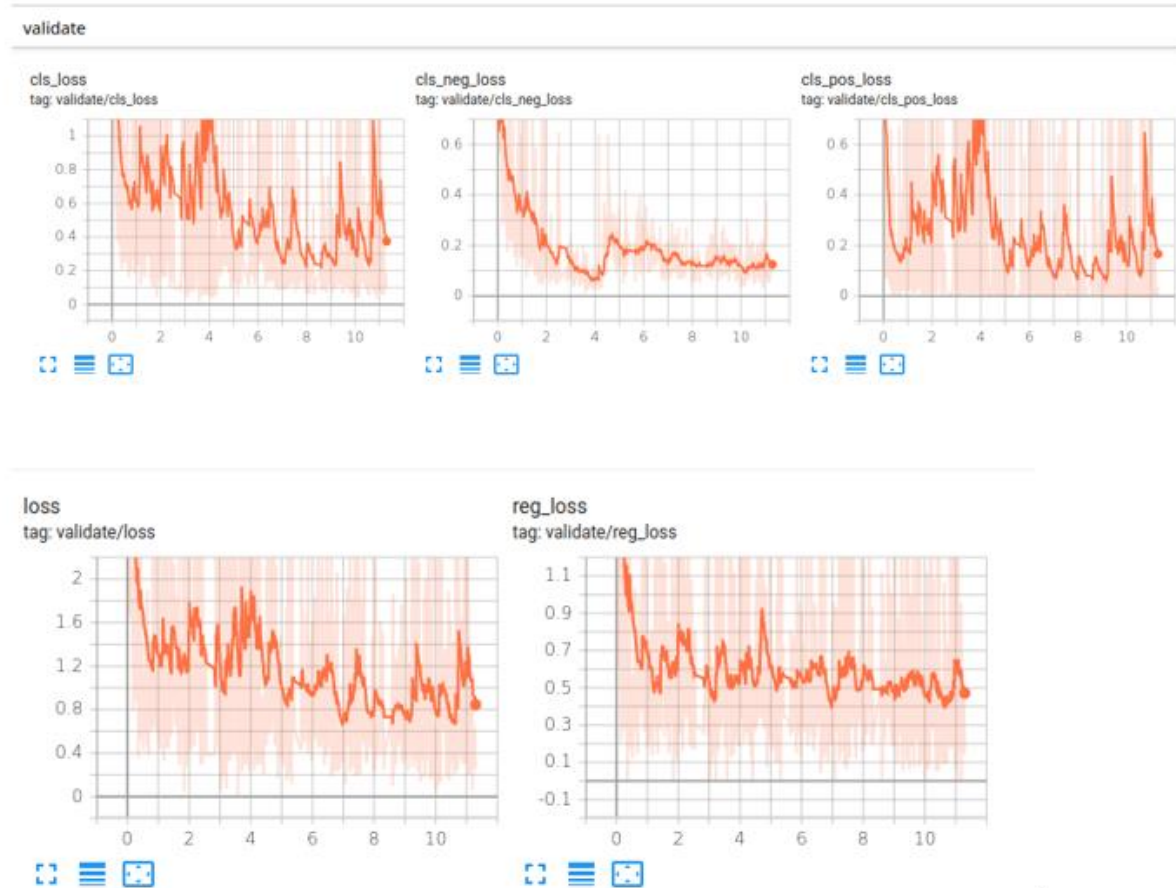 validate
cls_loss
tag: validate/cls_loss
1
0.8
0.6
0.4
0.2
0
0 2 4 6 8 10
cls_neg_loss
tag: validate/cls_neg_loss
0.6
0.4
0.2
0
0 2 4 6 8 10
cls_pos_loss
tag: validate/cls_pos_loss
0.6
0.4
0.2
0
0 2 4 6 8 10
loss
tag: validate/loss
2
1.6
1.2
0.8
0.4
0
0 2 4 6 8 10
reg_loss
tag: validate/reg_loss
1.1
0.9
0.7
0.5
0.3
0.1
-0.1
0 2 4 6 8 10